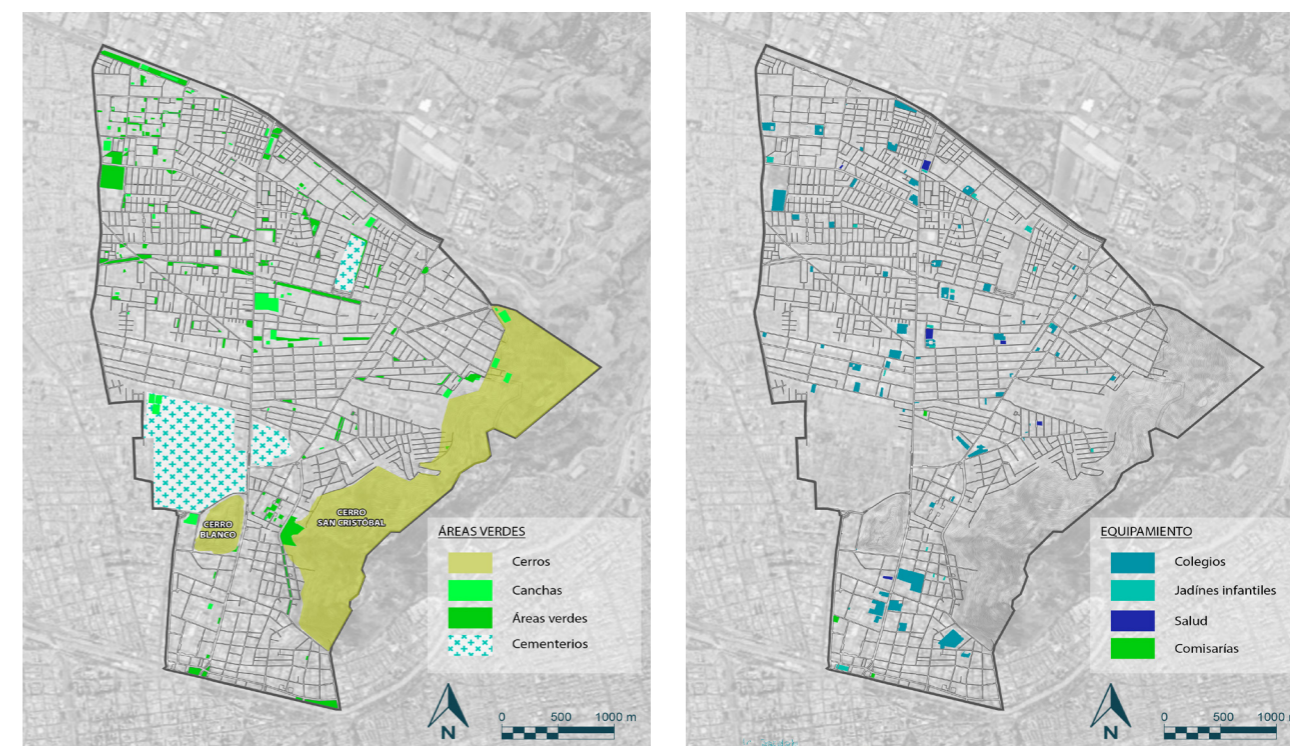 CERRO
BLANCO
CERRO
SAN CRISTÓBAL
ÁREAS VERDES
Cerros
Canchas
Áreas verdes
Cementerios
N
0 500 1000 m
EQUIPAMIENTO
Colegios
Jadínes infantiles
Salud
Comisarías
N
0 500 1000 m